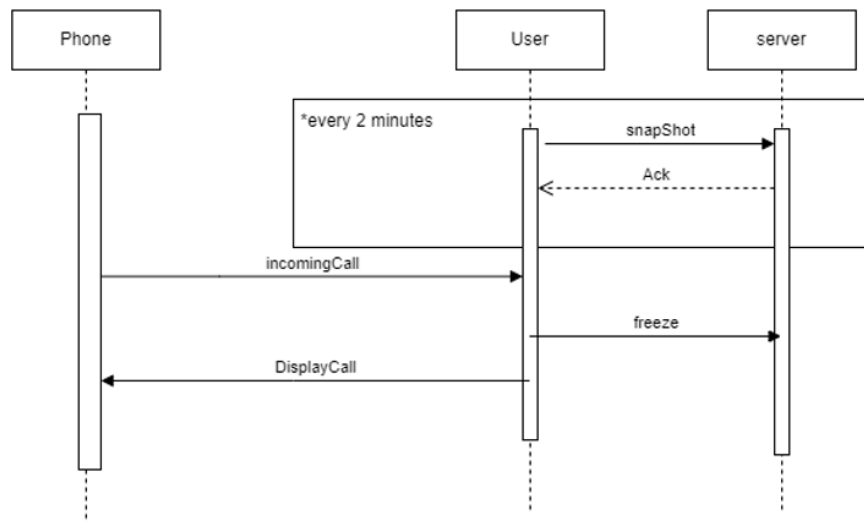 Phone
User
server
*every 2 minutes
snapShot
Ack
incomingCall
freeze
DisplayCall